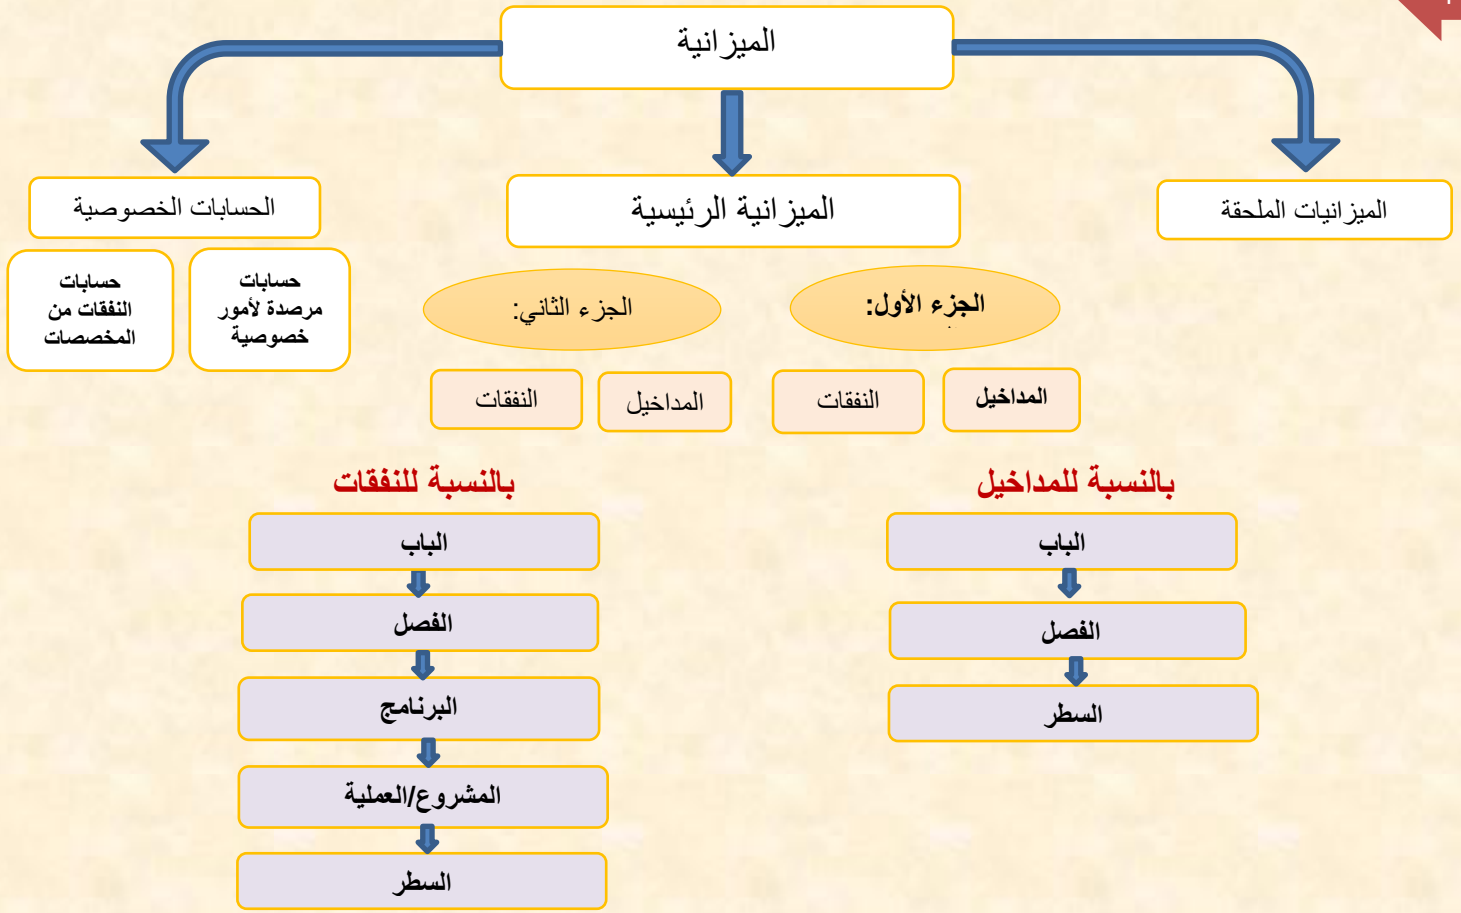 الميزانية
الميزانيات الملحقة
الميزانية الرئيسية
الحسابات الخصوصية
حسابات
مرصدة لأمور
خصوصية
حسابات
النفقات من
المخصصات
الجزء الأول:
الجزء الثاني:
المداخيل
النفقات
المداخيل
النفقات
بالنسبة للمداخيل
الباب
الفصل
السطر
بالنسبة للنفقات
الباب
الفصل
البرنامج
المشروع/العملية
السطر